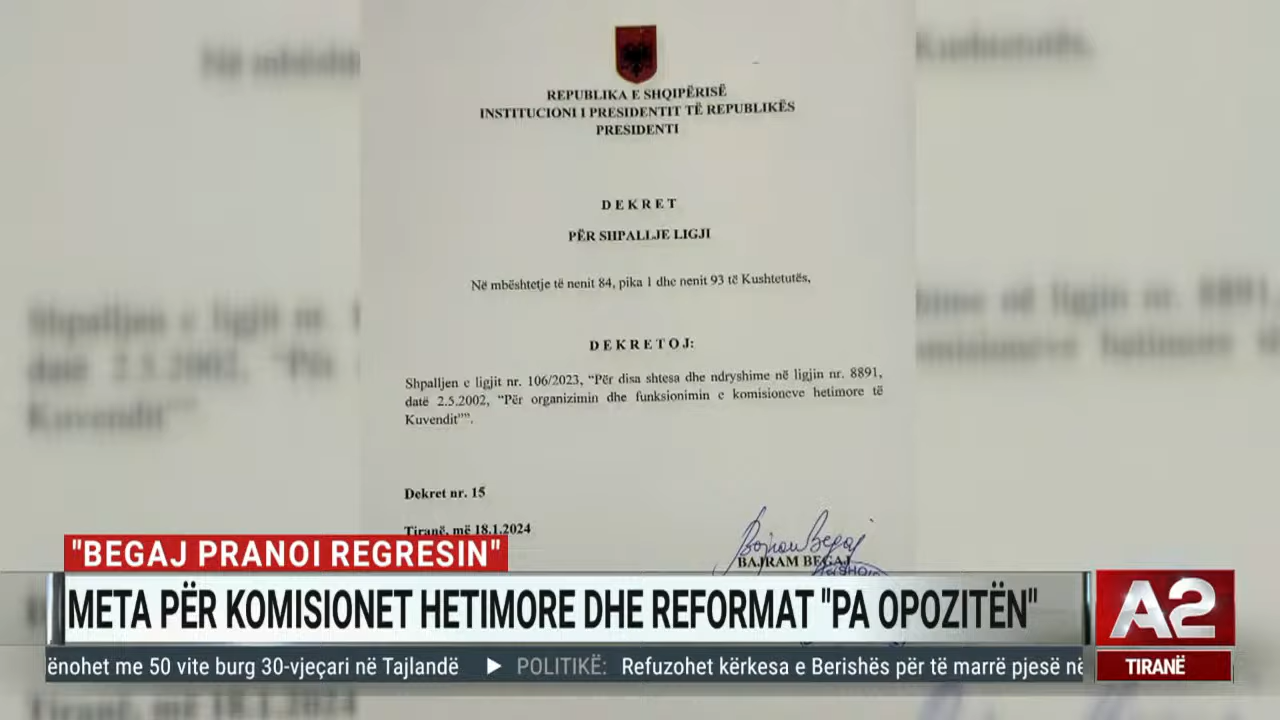 REPUBLIKA E SHQIPËRISË
INSTITUCIONI I PRESIDENTIT TË REPUBLIKËS
PRESIDENTI
DEKRET
PËR SHPALLJE LIGJI
Në mbështetje të nenit 84, pika 1 dhe nenit 93 të Kushtetutës,
DEKRETOJ:
Shpalljen e ligjit nr. 106/2023, “Për disa shtesa dhe ndryshime në ligjin nr. 8891,
datë 2.5.2002, “Për organizimin dhe funksionimin e komisioneve hetimore të
Kuvendit””.
Dekret nr. 15
Tiranë, më 18.1.2024
Bajram Begaj
BAJRAM BEGAJ
"BEGAJ PRANOI REGRESIN"
META PËR KOMISIONET HETIMORE DHE REFORMAT "PA OPOZITËN"
A2
TIRANË
ënohet me 50 vite burg 30-vjeçari në Tajlandë ▶ POLITIKË: Refuzohet kërkesa e Berishës për të marrë pjesë në